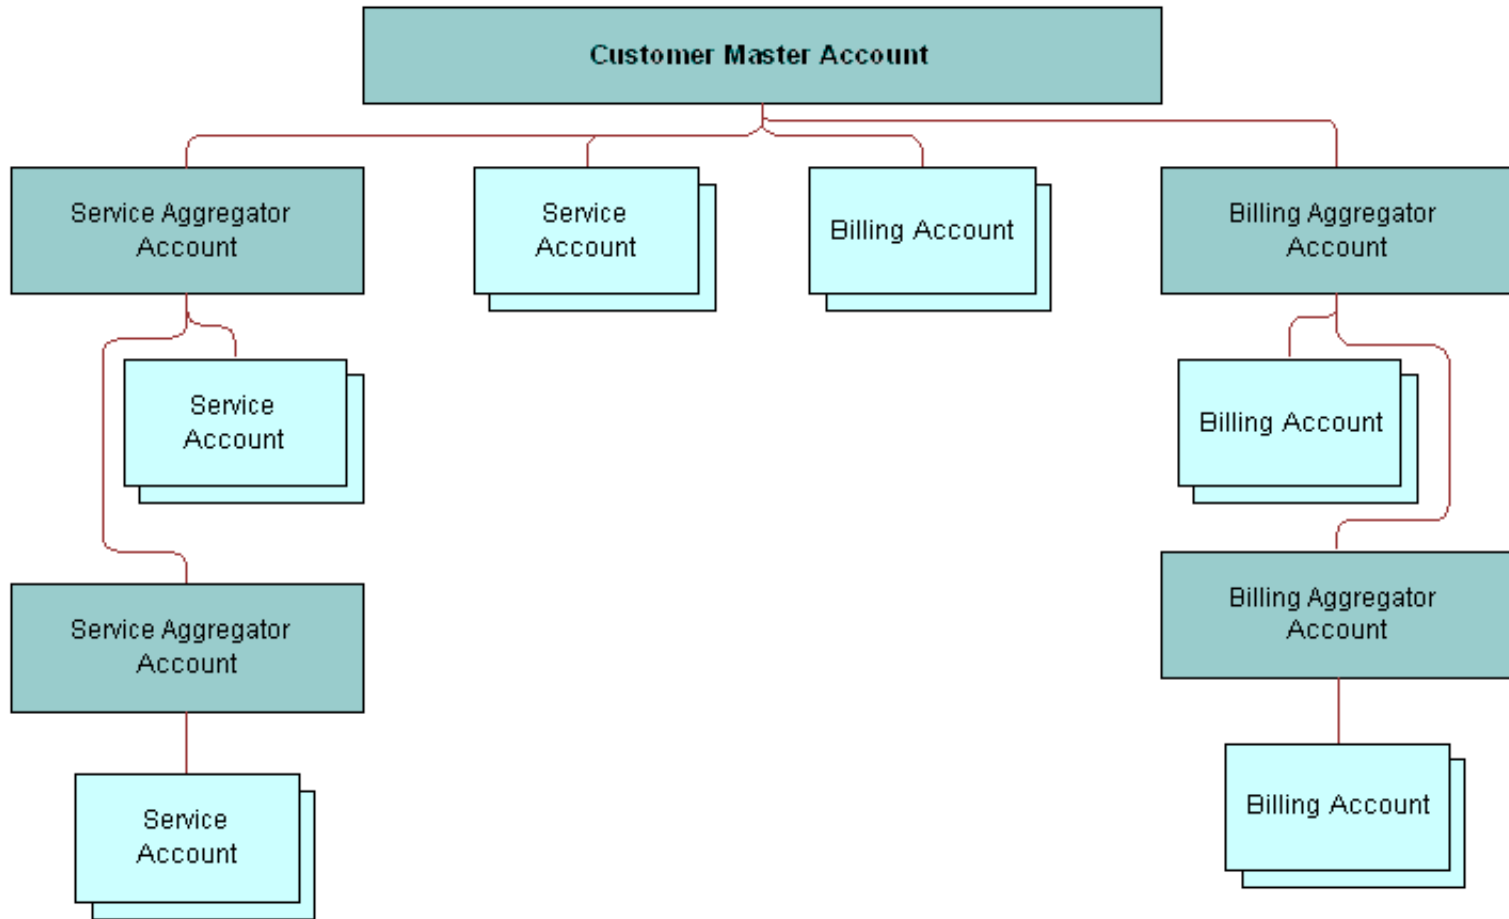 Customer Master Account
Service Aggregator
Account
Service
Account
Billing Account
Billing Aggregator
Account
Service
Account
Billing Account
Service Aggregator
Account
Billing Aggregator
Account
Service
Account
Billing Account